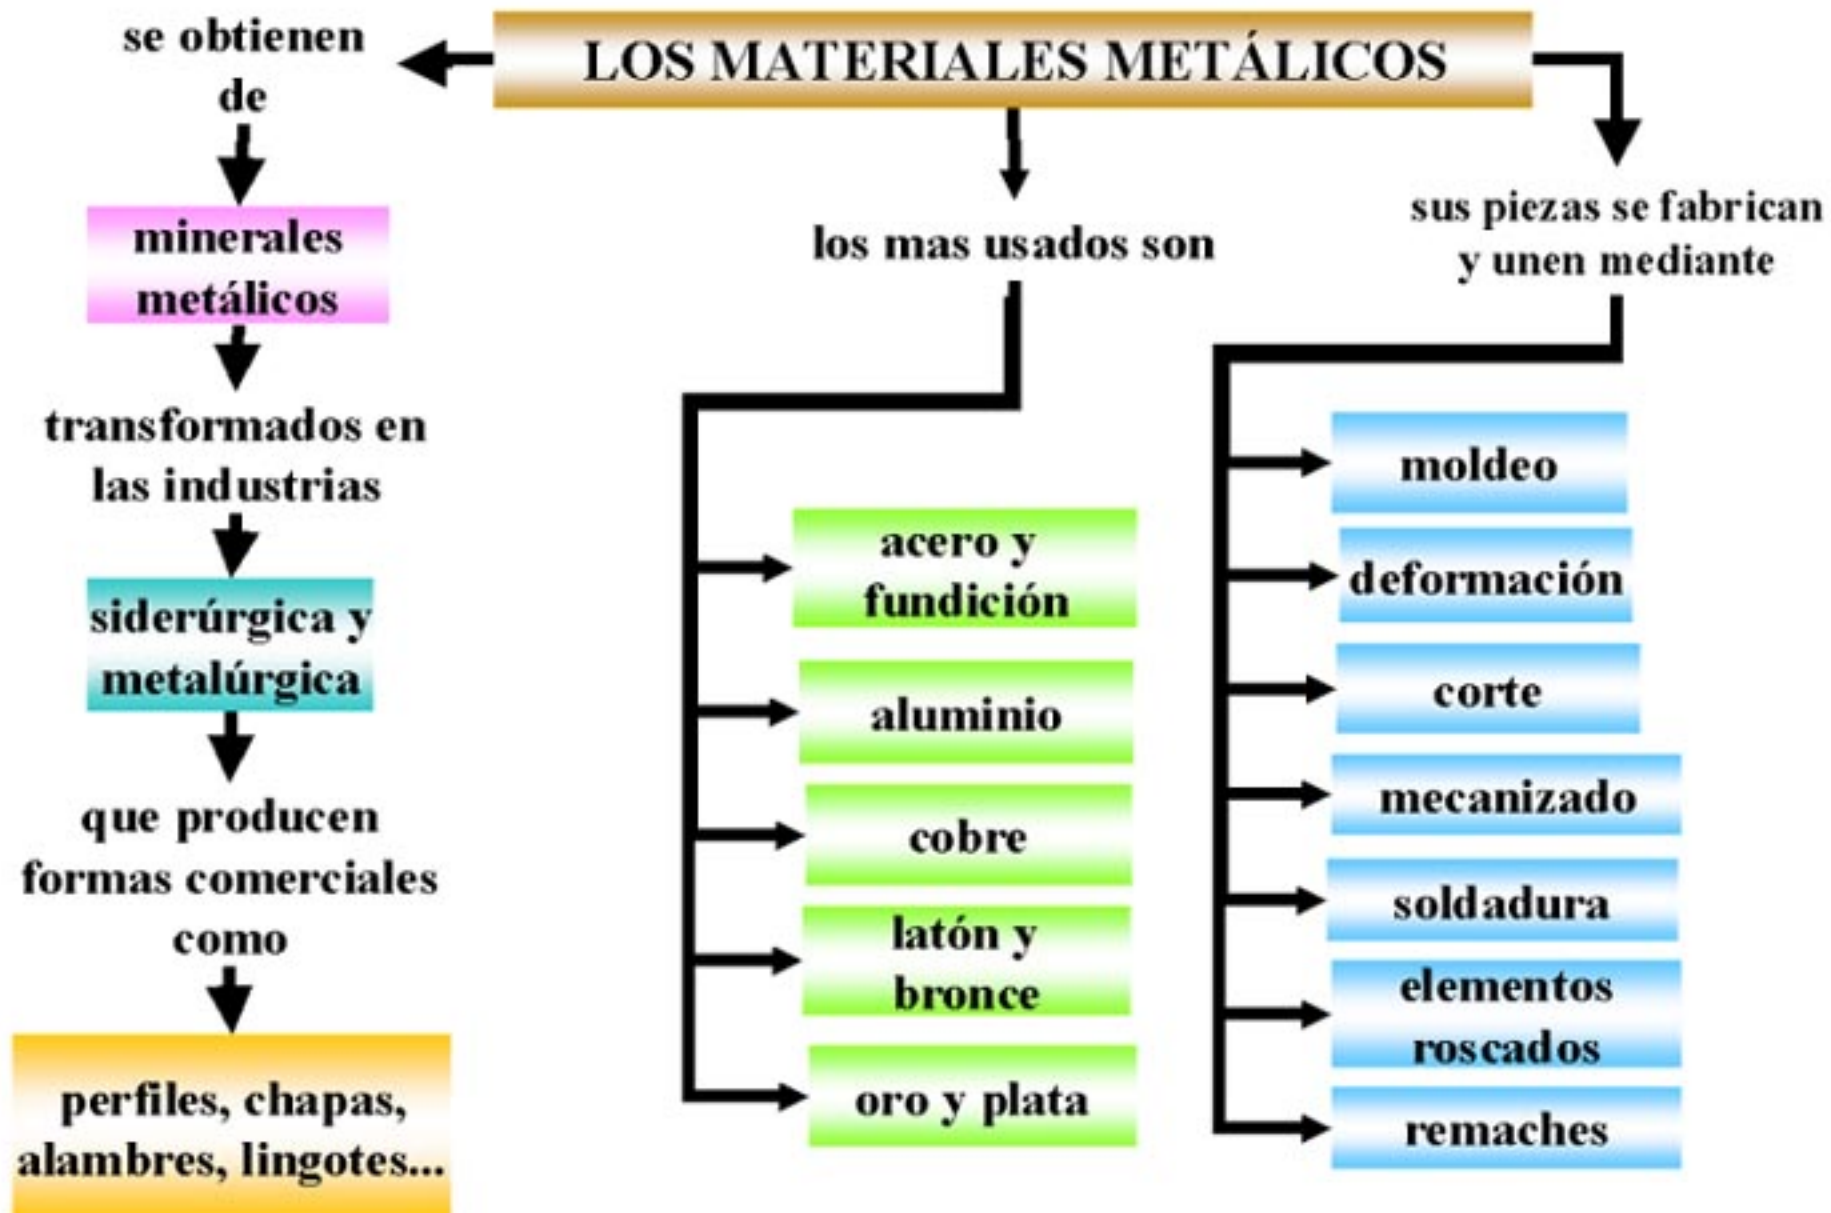 LOS MATERIALES METÁLICOS
se obtienen
de
minerales
metálicos
transformados en
las industrias
siderúrgica y
metalúrgica
que producen
formas comerciales
como
perfiles, chapas,
alambres, lingotes...
los mas usados son
acero y
fundición
aluminio
cobre
latón y
bronce
oro y plata
sus piezas se fabrican
y unen mediante
moldeo
deformación
corte
mecanizado
soldadura
elementos
roscados
remaches